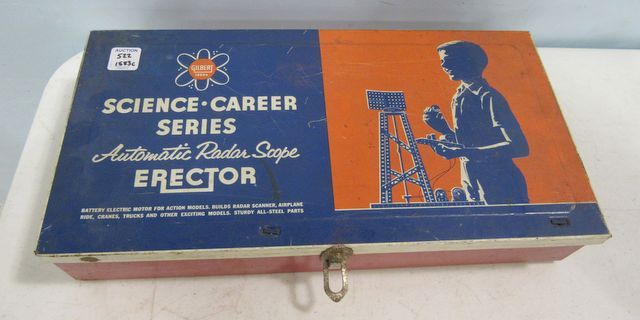 AUCTION
522
1583c
GILBERT
SCIENCE·CAREER
SERIES
Automatic Radar Scope
ERECTOR
BATTERY ELECTRIC MOTOR FOR ACTION MODELS. BUILDS RADAR SCANNER, AIRPLANE
RIDE, CRANES, TRUCKS AND OTHER EXCITING MODELS. STURDY ALL-STEEL PARTS